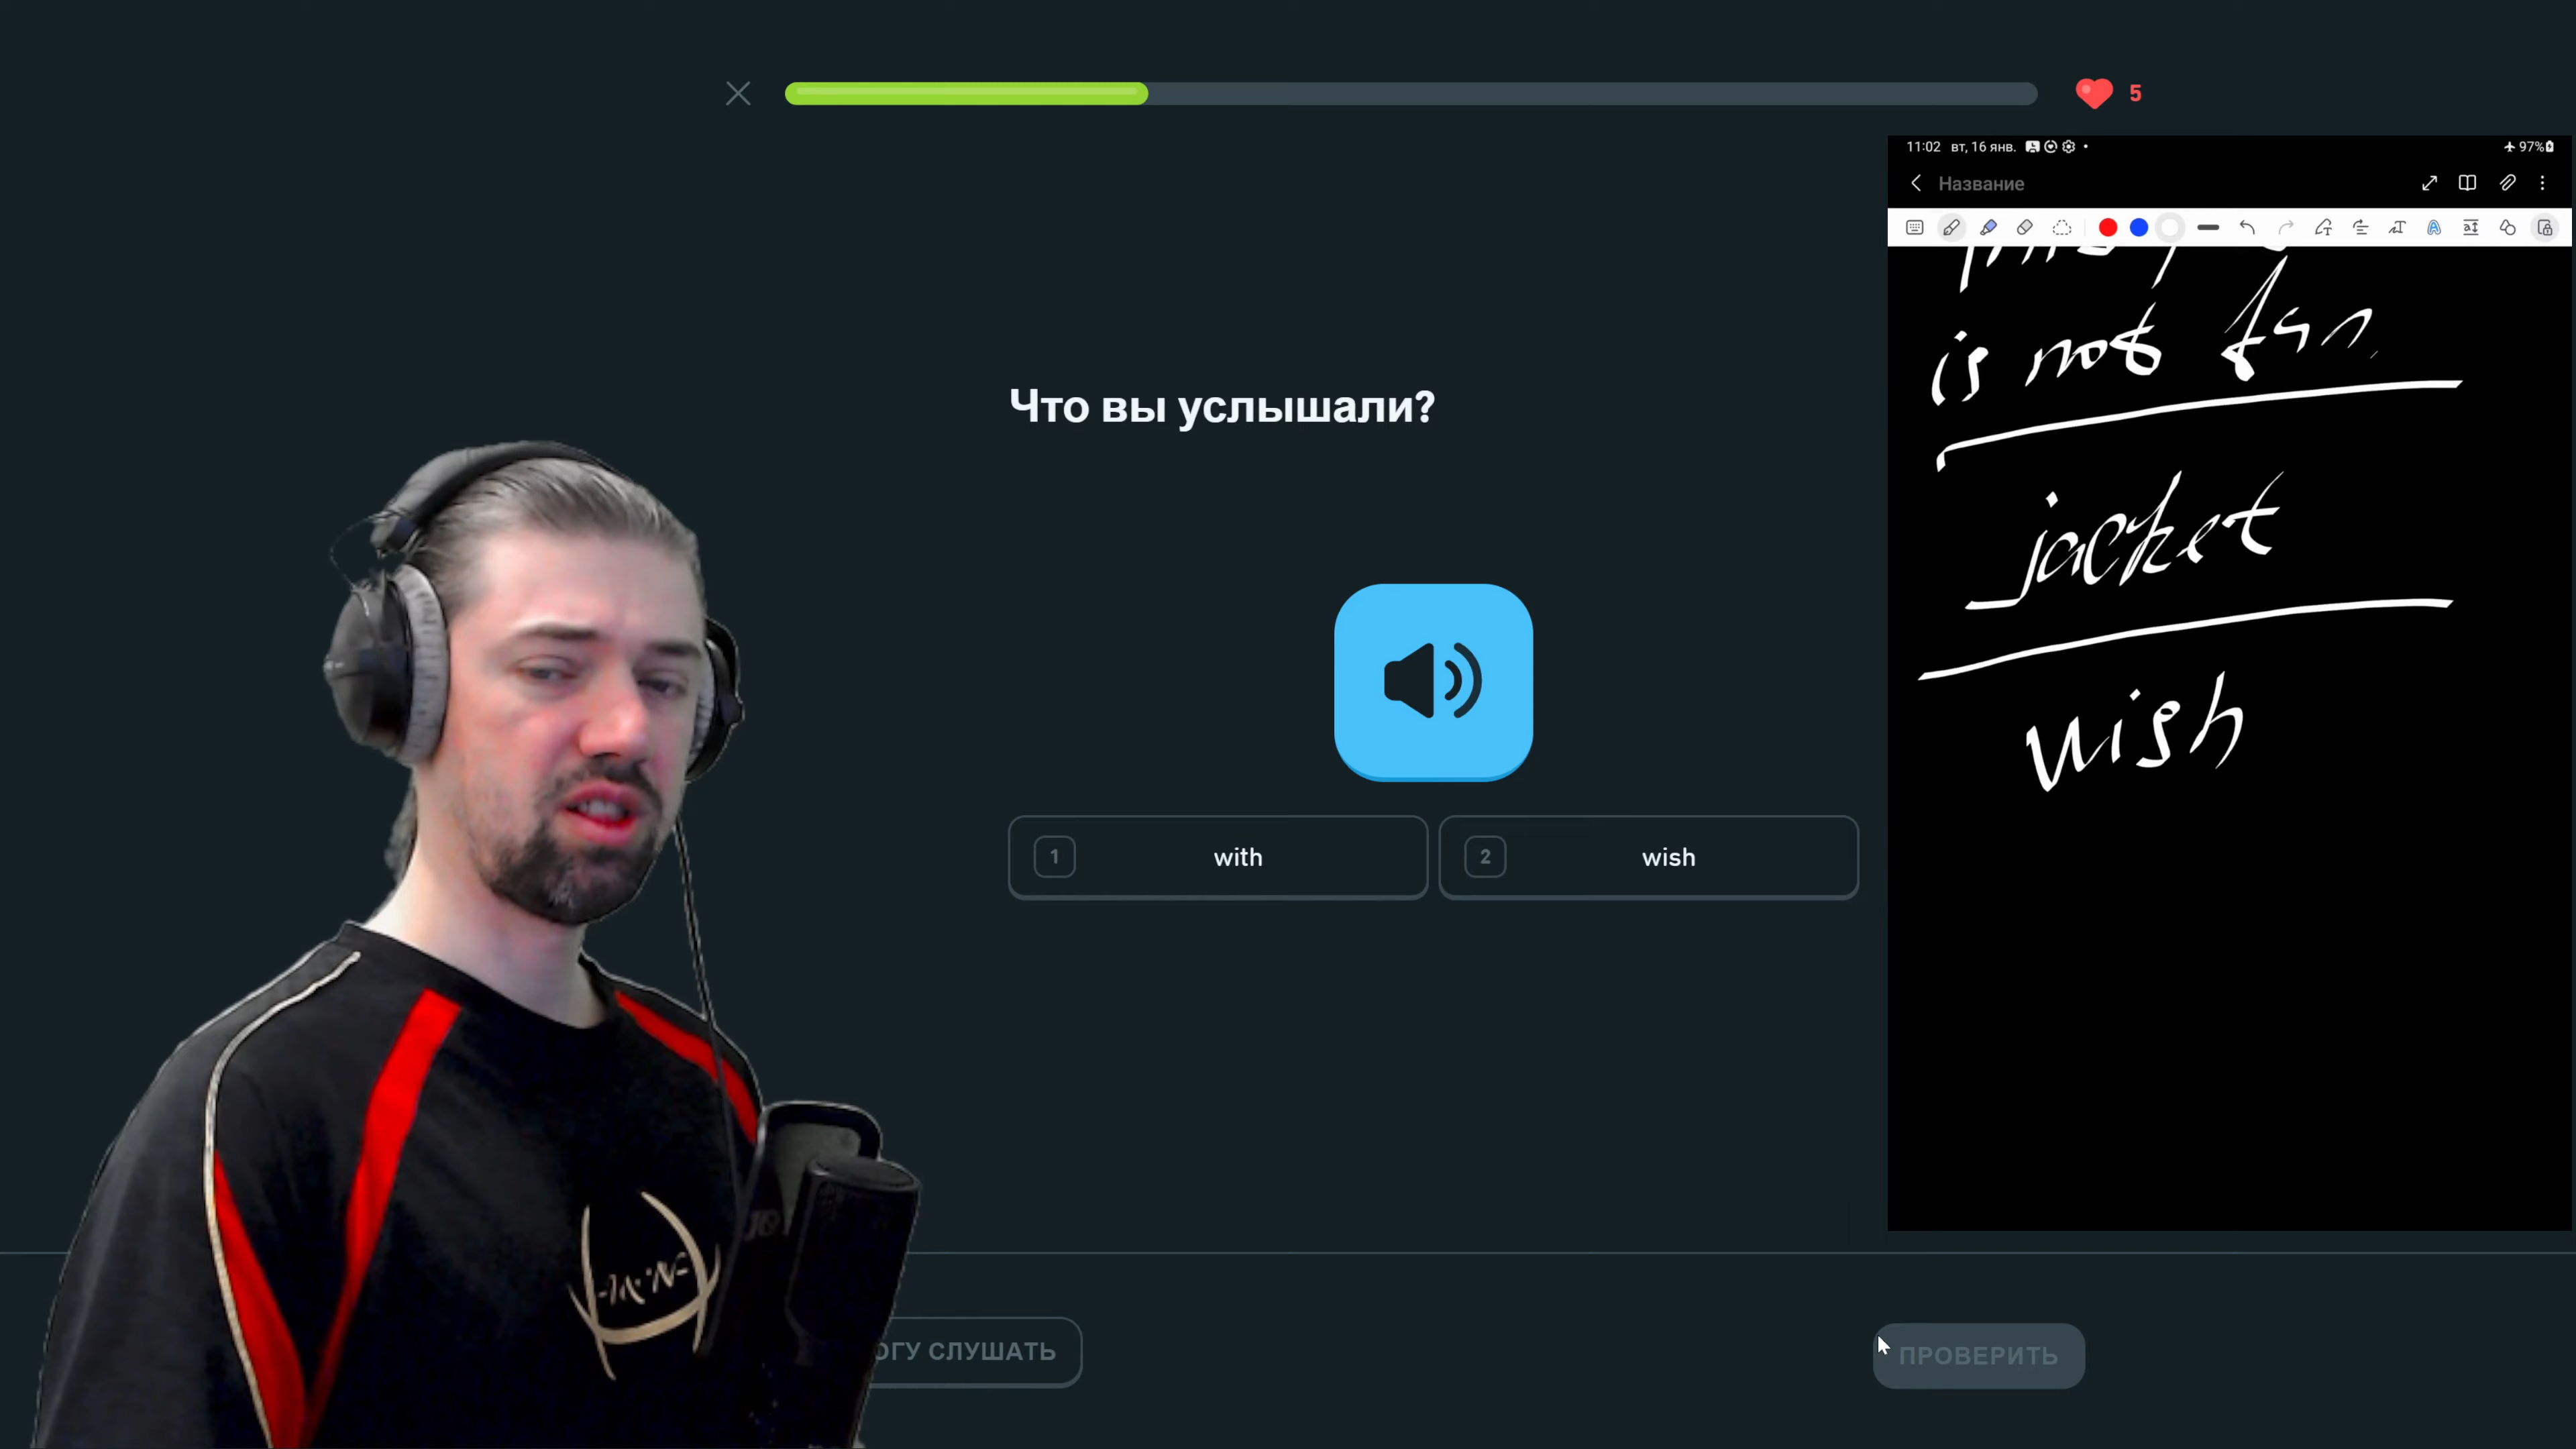 5
11:02 вт, 16 янв.
97%
Название
is not
Что вы услышали?
jacket
wish
1 with
2 wish
ОГУ СЛУШАТЬ
ПРОВЕРИТЬ